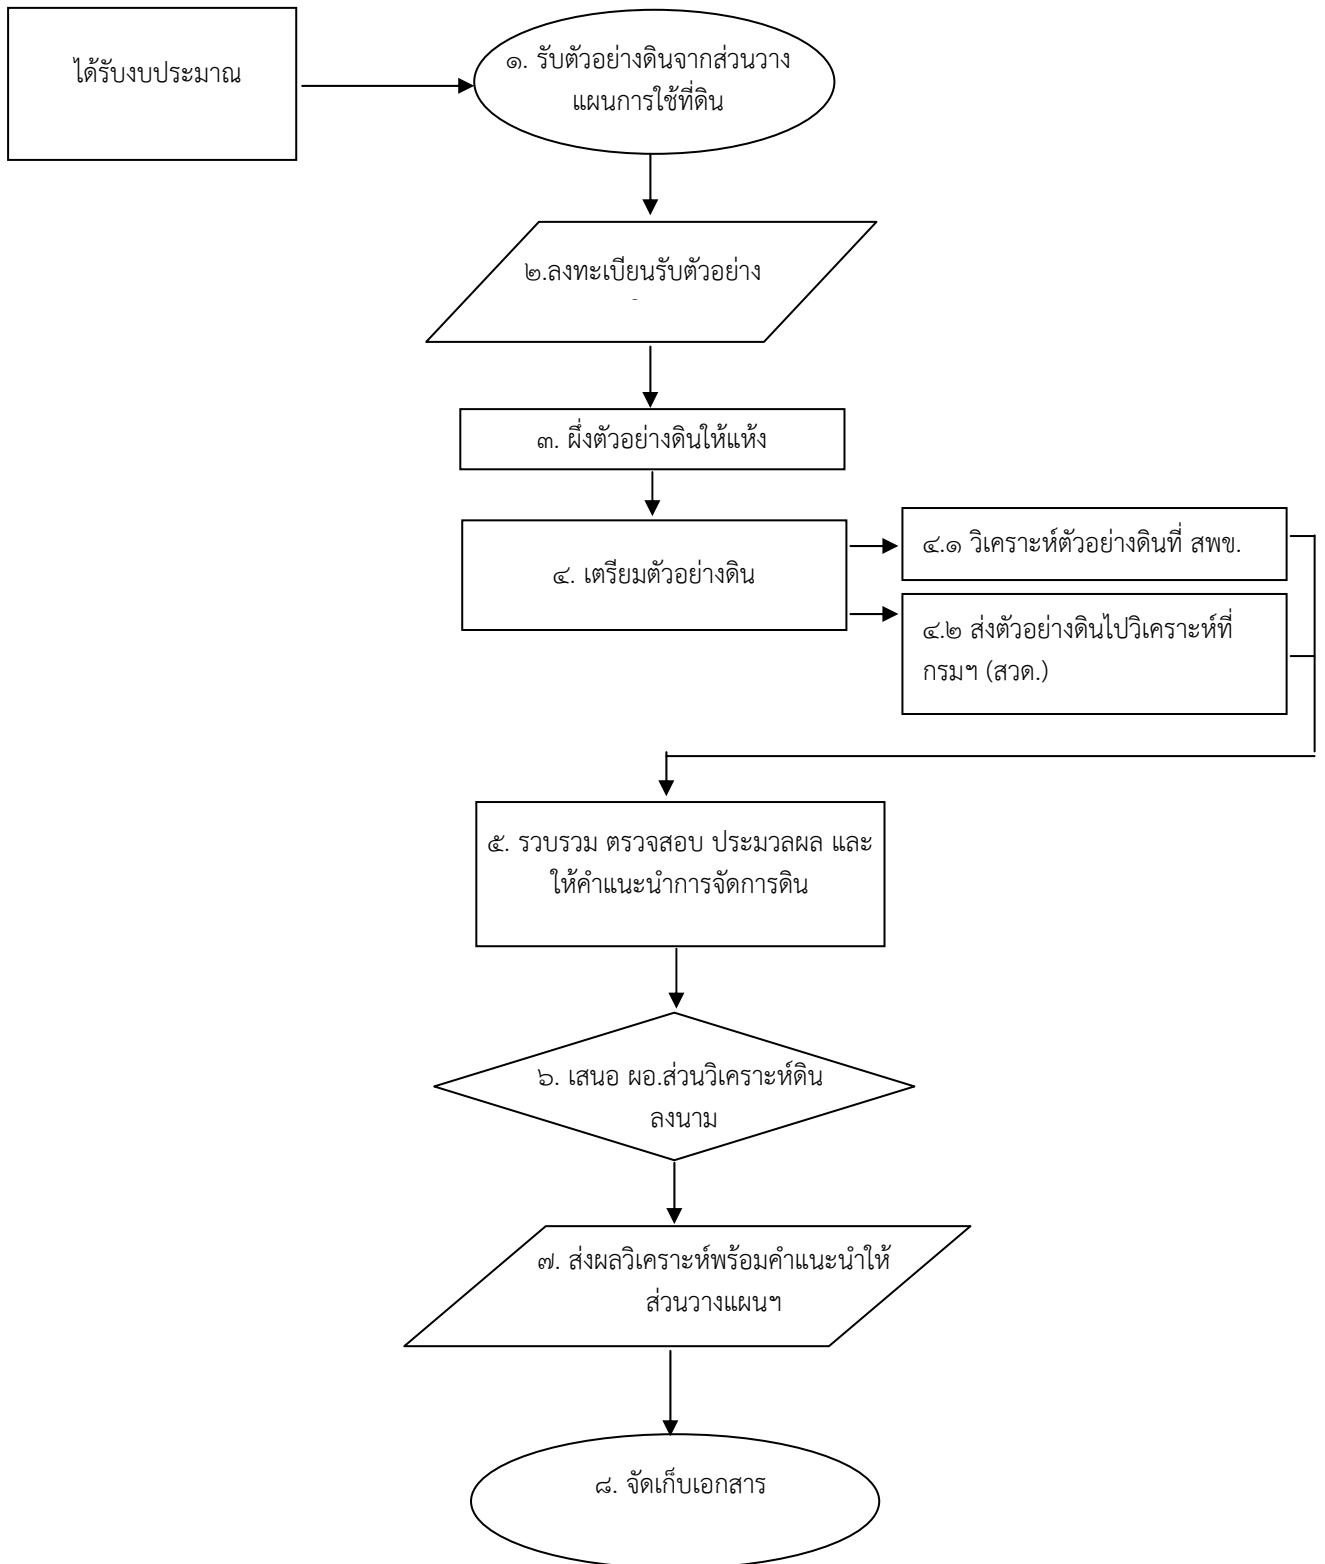 ได้รับงบประมาณ
๑. รับตัวอย่างดินจากส่วนวาง
แผนการใช้ที่ดิน
๒.ลงทะเบียนรับตัวอย่าง
๓. ผึ่งตัวอย่างดินให้แห้ง
๔. เตรียมตัวอย่างดิน
๔.๑ วิเคราะห์ตัวอย่างดินที่ สพข.
๔.๒ ส่งตัวอย่างดินไปวิเคราะห์ที่
กรมฯ (สวด.)
๕. รวบรวม ตรวจสอบ ประมวลผล และ
ให้คำแนะนำการจัดการดิน
๖. เสนอ ผอ.ส่วนวิเคราะห์ดิน
ลงนาม
๗. ส่งผลวิเคราะห์พร้อมคำแนะนำให้
ส่วนวางแผนฯ
๘. จัดเก็บเอกสาร